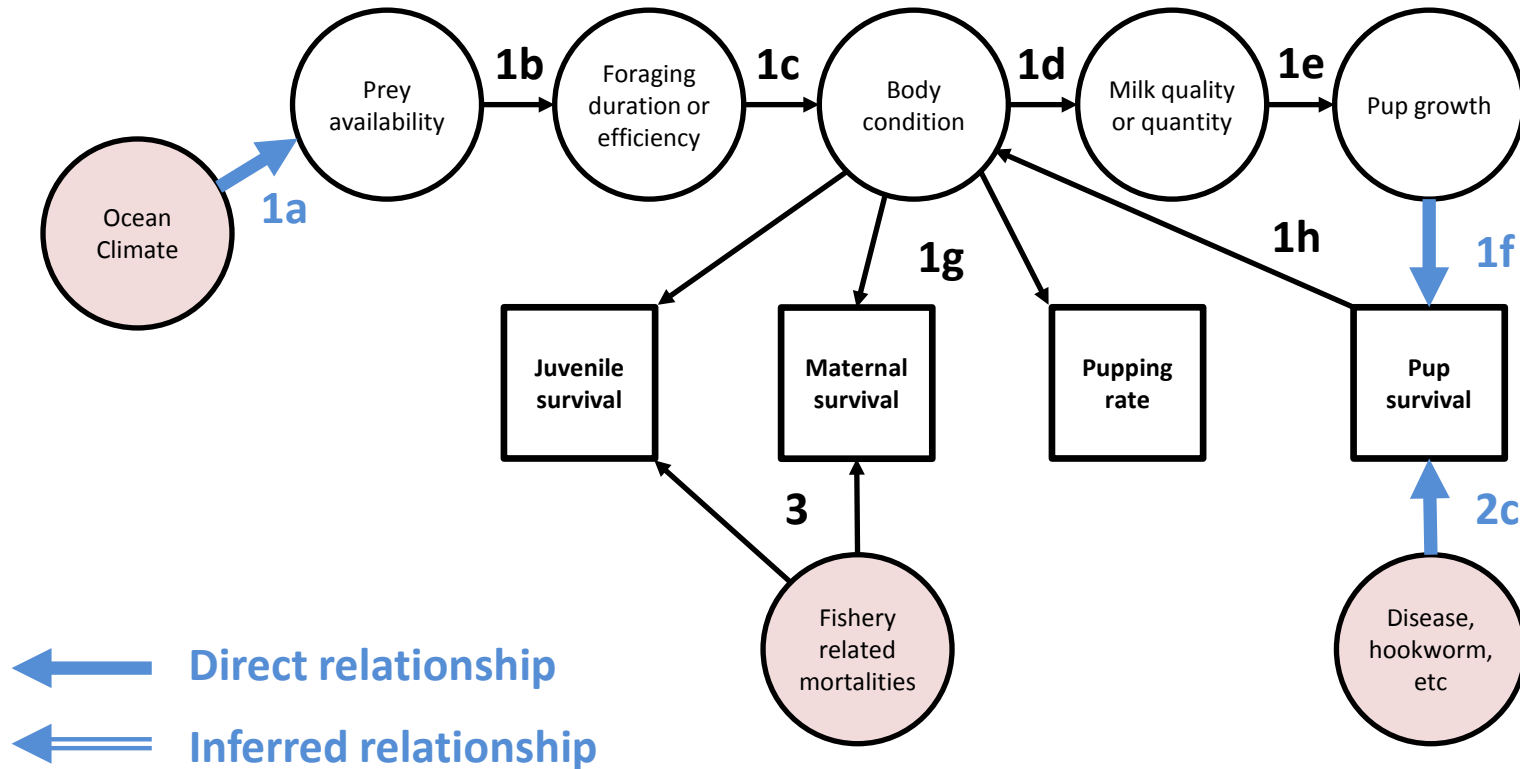 1b
1c
1d
1e
Prey
availability
Foraging
duration or
efficiency
Body
condition
Milk quality
or quantity
Pup growth
Ocean
Climate
1a
1g
1h
1f
Juvenile
survival
Maternal
survival
Pupping
rate
Pup
survival
3
2c
Fishery
related
mortalities
Disease,
hookworm,
etc
Direct relationship
Inferred relationship